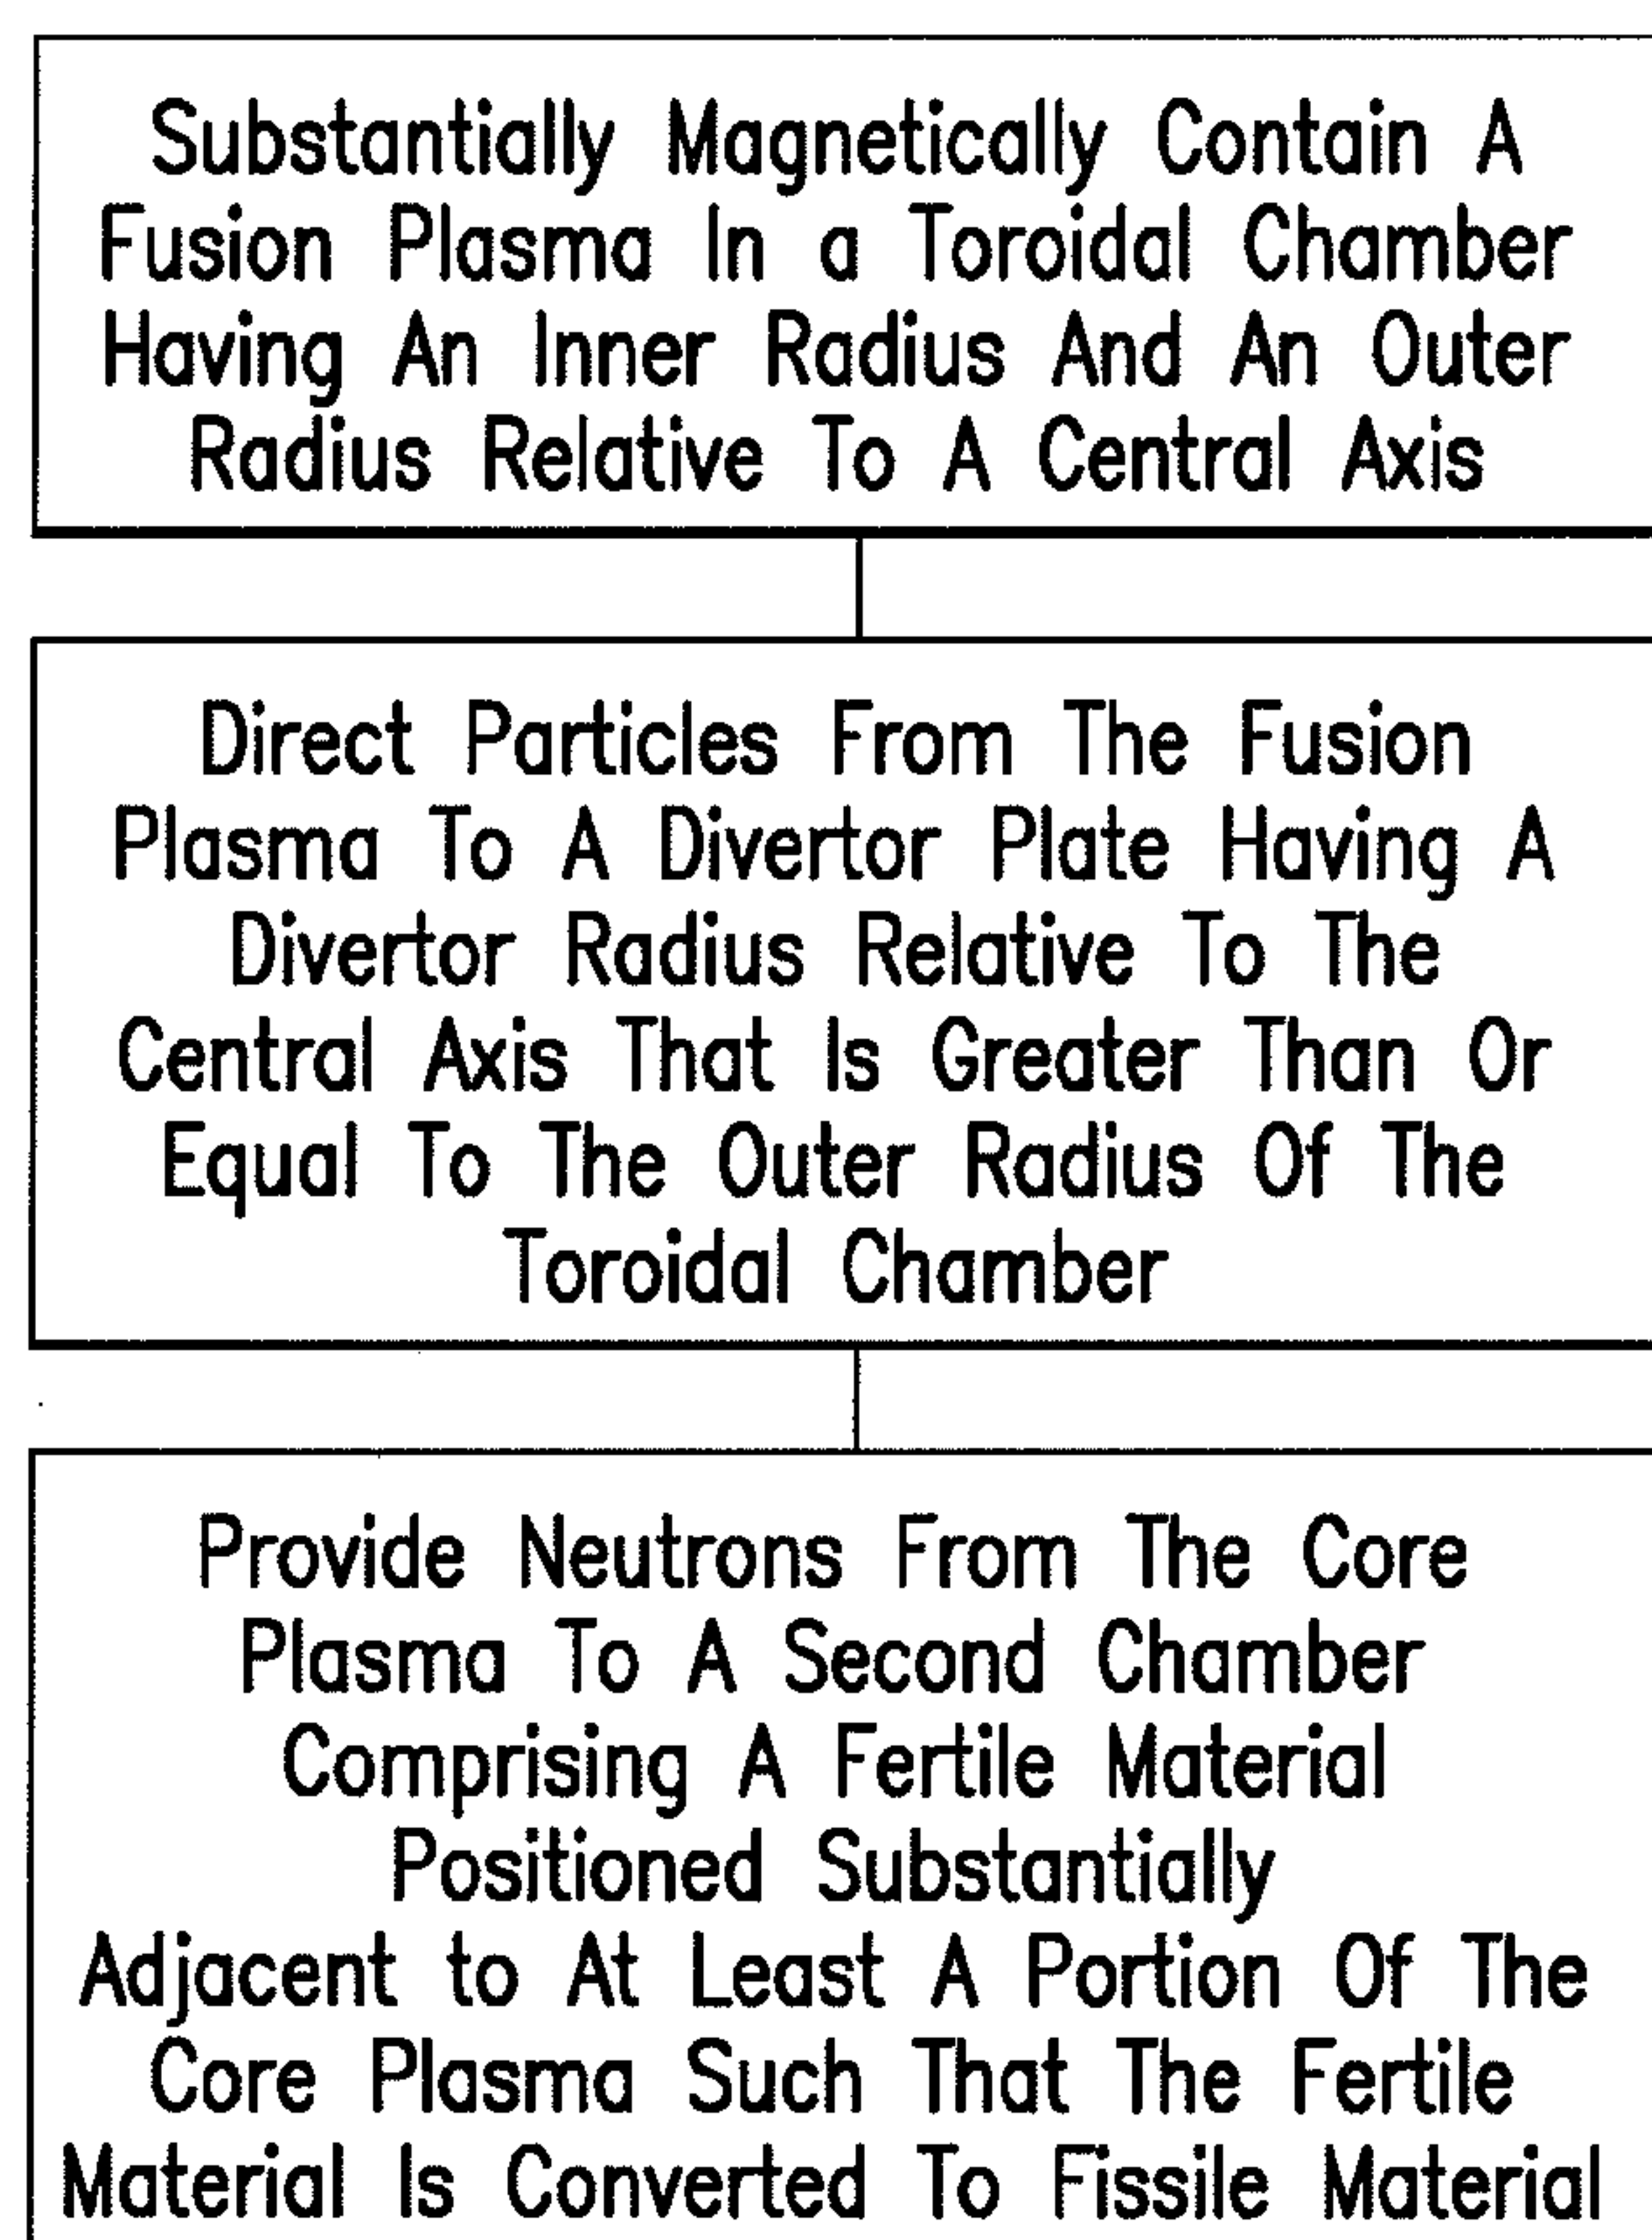 Substantially Magnetically Contain A
Fusion Plasma In a Toroidal Chamber
Having An Inner Radius And An Outer
Radius Relative To A Central Axis
Direct Particles From The Fusion
Plasma To A Divertor Plate Having A
Divertor Radius Relative To The
Central Axis That Is Greater Than Or
Equal To The Outer Radius Of The
Toroidal Chamber
Provide Neutrons From The Core
Plasma To A Second Chamber
Comprising A Fertile Material
Positioned Substantially
Adjacent to At Least A Portion Of The
Core Plasma Such That The Fertile
Material Is Converted To Fissile Material